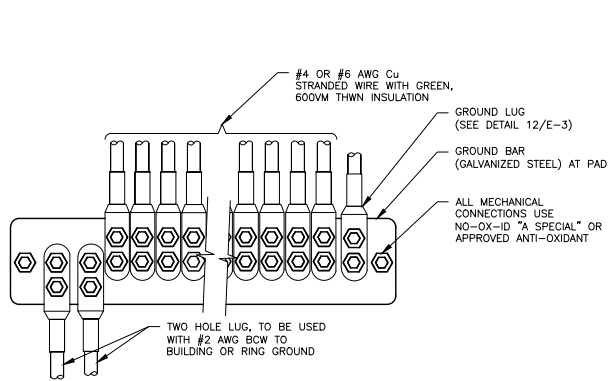 #4 OR #6 AWG Cu
STRANDED WIRE WITH GREEN,
600VM THWN INSULATION
GROUND LUG
(SEE DETAIL 12/E-3)
GROUND BAR
(GALVANIZED STEEL) AT PAD
ALL MECHANICAL
CONNECTIONS USE
NO-OX-ID "A SPECIAL" OR
APPROVED ANTI-OXIDANT
TWO HOLE LUG, TO BE USED
WITH #2 AWG BCW TO
BUILDING OR RING GROUND